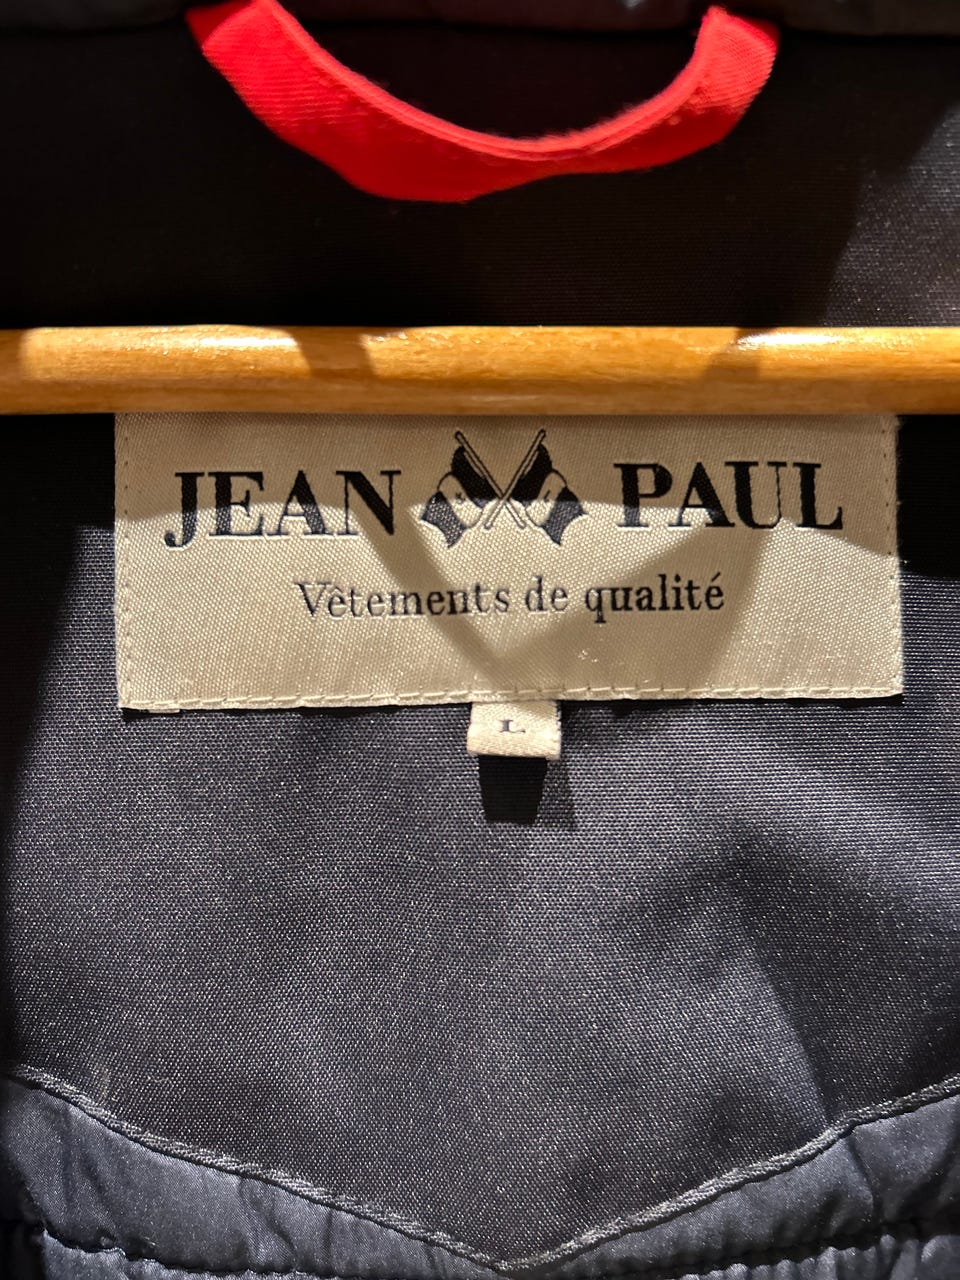 JEAN PAUL
Vêtements de qualité
L